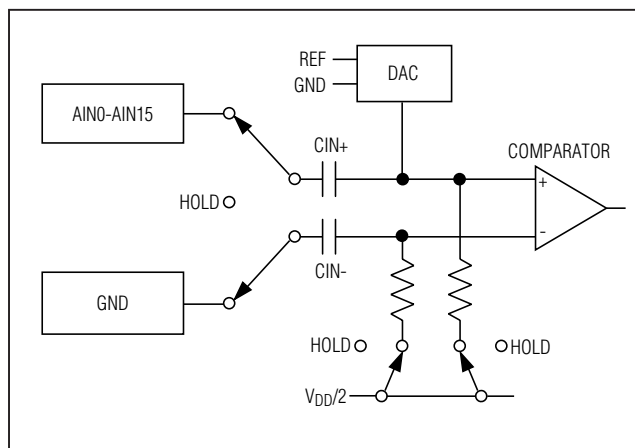 REF
GND
DAC
AIN0-AIN15
CIN+
COMPARATOR
HOLD
+
-
CIN-
GND
HOLD
HOLD
VDD/2